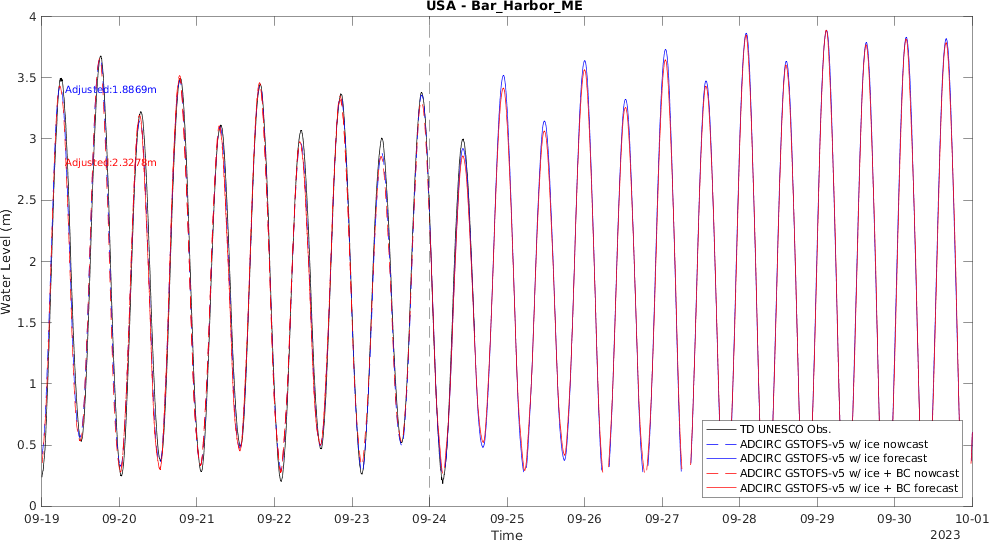 USA - Bar_Harbor_ME
4
3.5
3
2.5
2
1.5
1
0.5
0
Water Level (m)
Adjusted:1.8869m
Adjusted:2.3278m
TD UNESCO Obs.
ADCIRC GSTOFS-v5 w/ ice nowcast
ADCIRC GSTOFS-v5 w/ ice forecast
ADCIRC GSTOFS-v5 w/ ice + BC nowcast
ADCIRC GSTOFS-v5 w/ ice + BC forecast
09-19 09-20 09-21 09-22 09-23 09-24 09-25 09-26 09-27 09-28 09-29 09-30 10-01
Time
2023